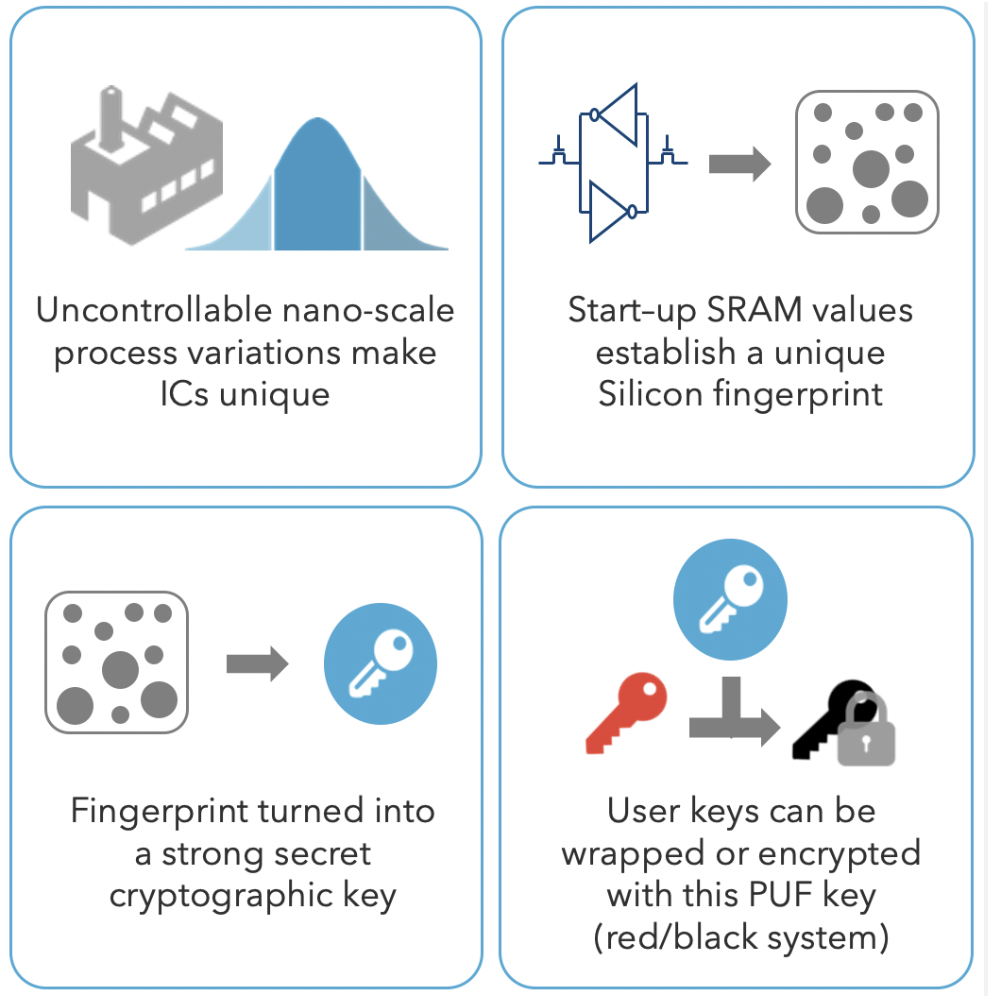 Uncontrollable nano-scale
process variations make
ICs unique
Start–up SRAM values
establish a unique
Silicon fingerprint
Fingerprint turned into
a strong secret
cryptographic key
User keys can be
wrapped or encrypted
with this PUF key
(red/black system)